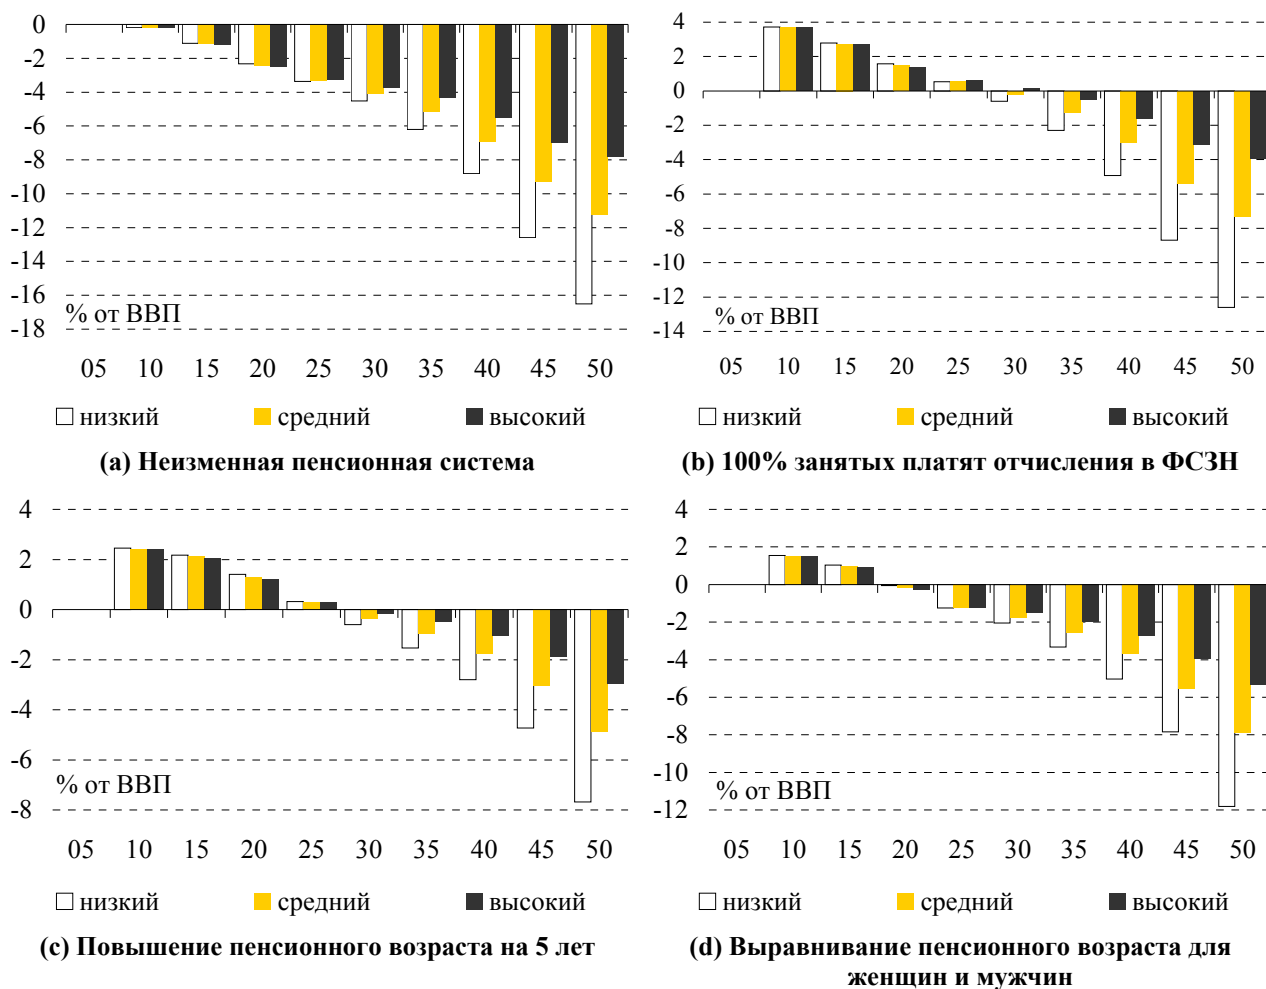 0
-2
-4
-6
-8
-10
-12
-14
-16
-18
% от ВВП
05 10 15 20 25 30 35 40 45 50
низкий средний высокий
(a) Неизменная пенсионная система
4
2
0
-2
-4
-6
-8
-10
-12
-14
% от ВВП
05 10 15 20 25 30 35 40 45 50
низкий средний высокий
(b) 100% занятых платят отчисления в ФСЗН
4
2
0
-2
-4
-6
-8
% от ВВП
05 10 15 20 25 30 35 40 45 50
низкий средний высокий
(c) Повышение пенсионного возраста на 5 лет
4
2
0
-2
-4
-6
-8
-10
-12
% от ВВП
05 10 15 20 25 30 35 40 45 50
низкий средний высокий
(d) Выравнивание пенсионного возраста для
женщин и мужчин